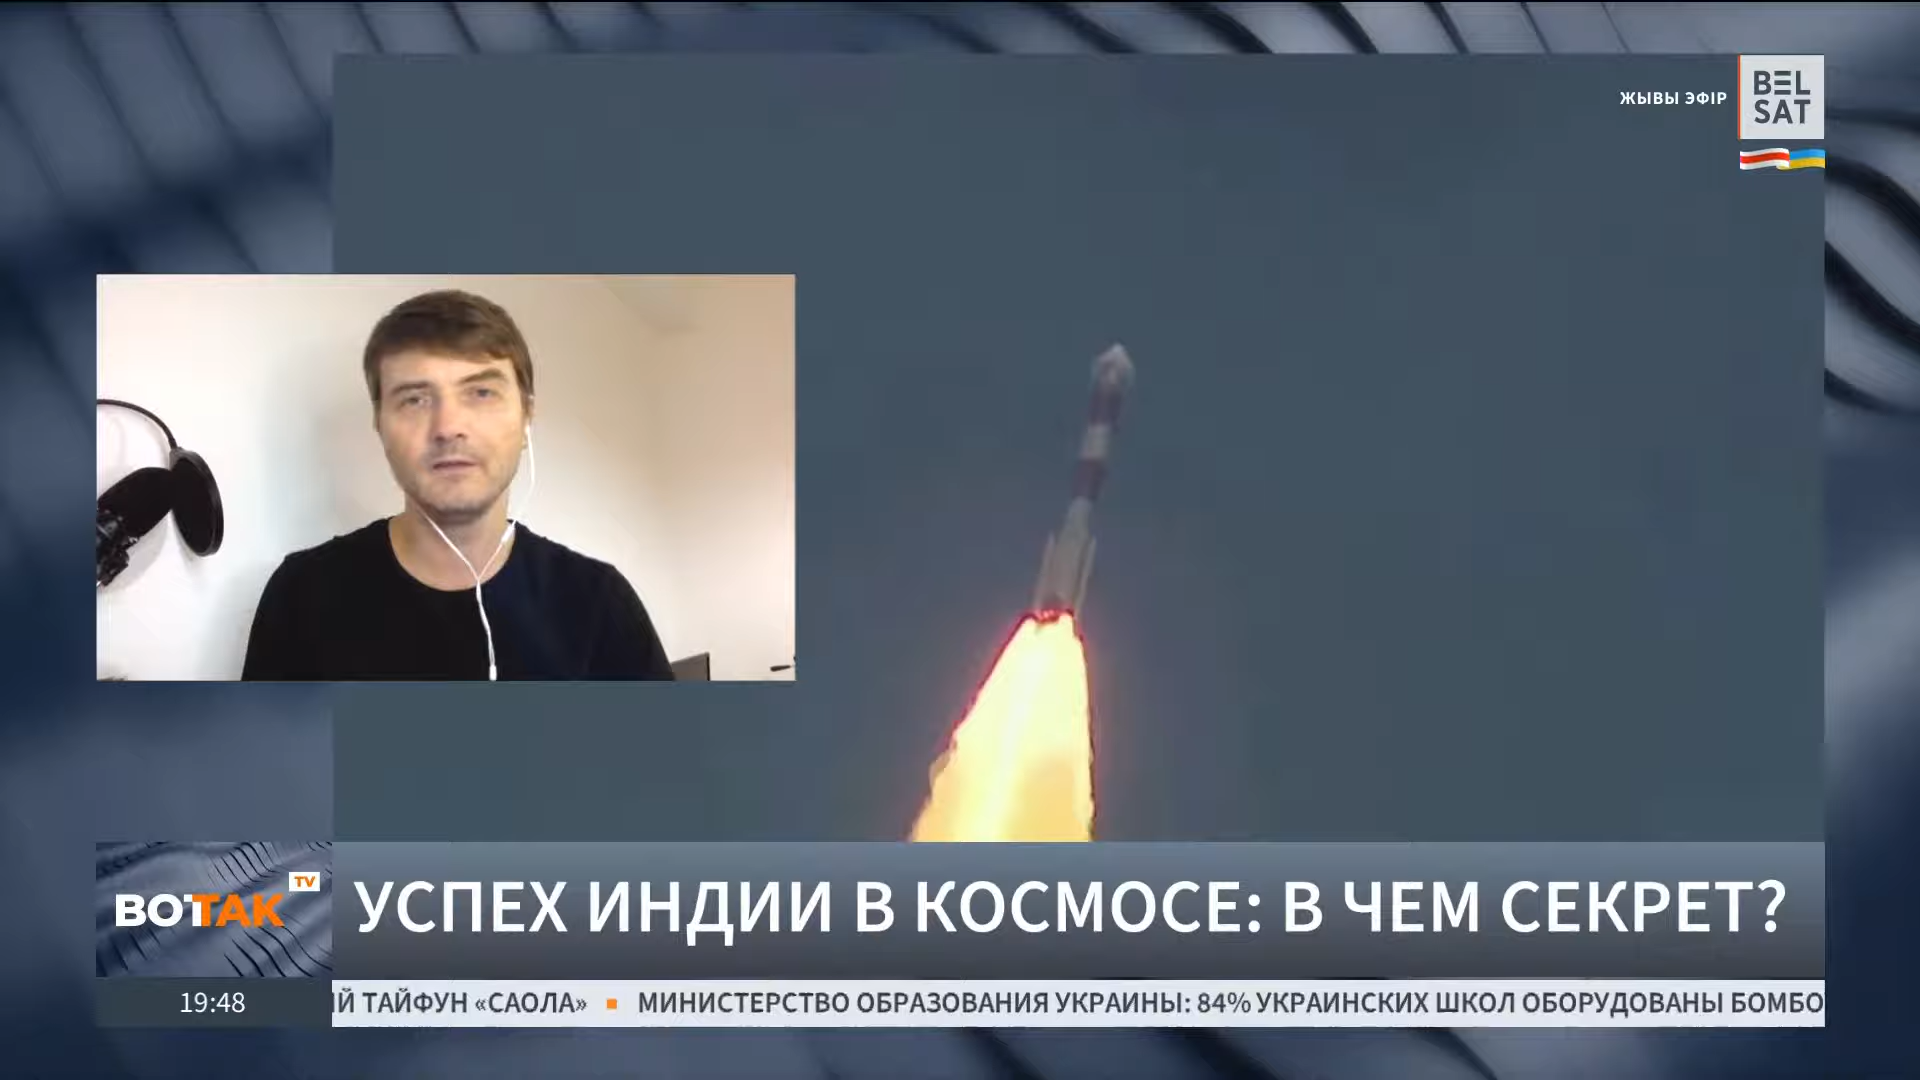 ЖЫВЫ ЭФІР
BEL
SAT
ВОТТАК
TV
УСПЕХ ИНДИИ В КОСМОСЕ: В ЧЕМ СЕКРЕТ?
19:48
Й ТАЙФУН «САОЛА» ▪ МИНИСТЕРСТВО ОБРАЗОВАНИЯ УКРАИНЫ: 84% УКРАИНСКИХ ШКОЛ ОБОРУДОВАНЫ БОМБО